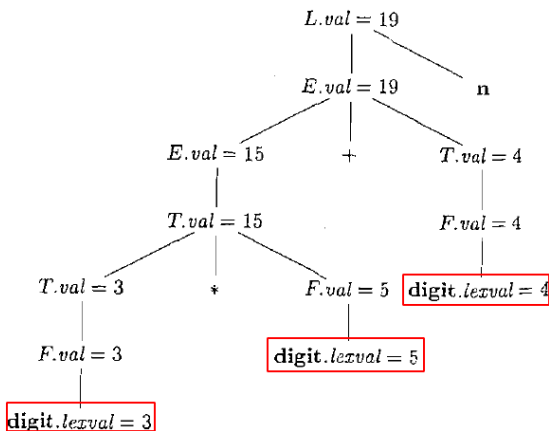 L.val = 19
E.val = 19 n
E.val = 15 + T.val = 4
T.val = 15 F.val = 4
T.val = 3 * F.val = 5 digit.lexval = 4
F.val = 3 digit.lexval = 5
digit.lexval = 3